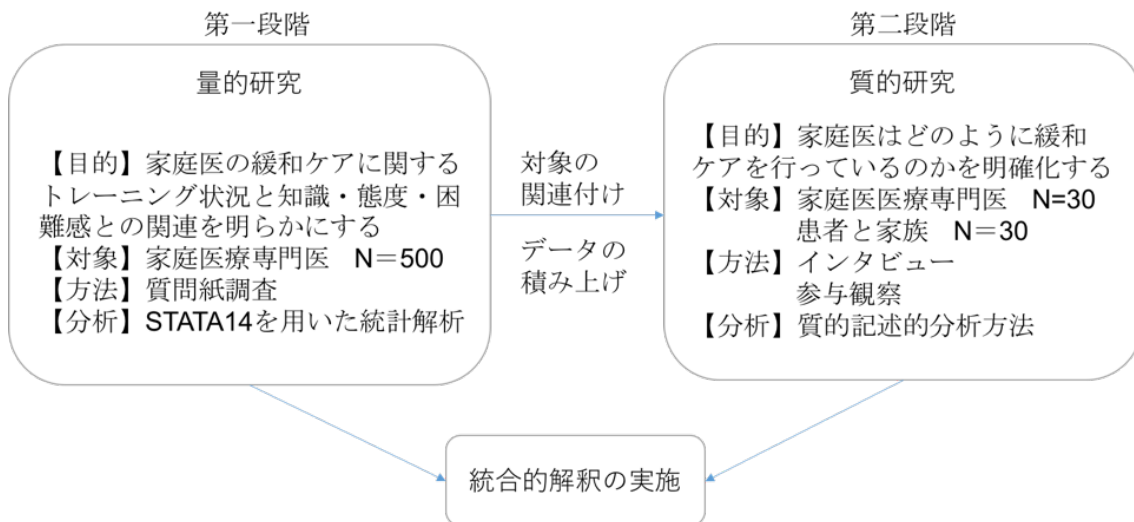 第一段階
量的研究
【目的】家庭医の緩和ケアに関する
トレーニング状況と知識・態度・困
難感との関連を明らかにする
【対象】家庭医療専門医　N＝500
【方法】質問紙調査
【分析】STATA14を用いた統計解析
対象の
関連付け
データの
積み上げ
第二段階
質的研究
【目的】家庭医はどのように緩和
ケアを行っているのかを明確化する
【対象】家庭医医療専門医　N=30
患者と家族　N＝30
【方法】インタビュー
参与観察
【分析】質的記述的分析方法
統合的解釈の実施